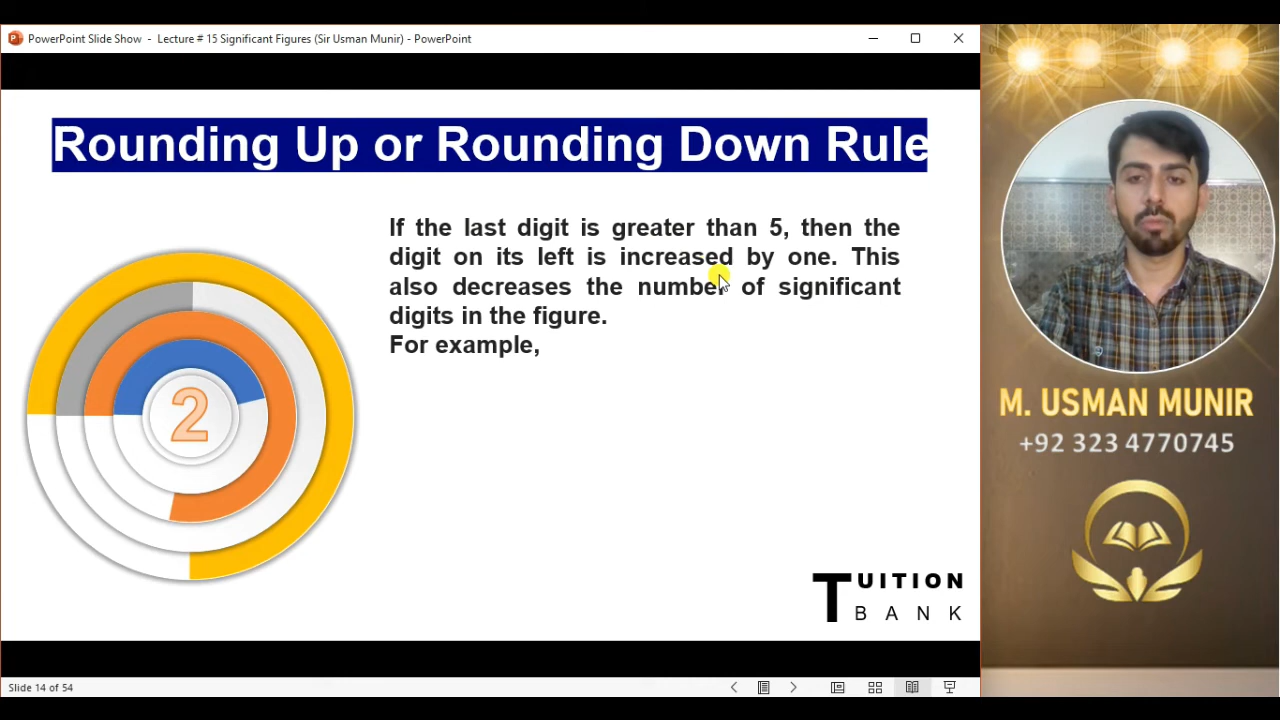 PowerPoint Slide Show - Lecture # 15 Significant Figures (Sir Usman Munir) - PowerPoint
Rounding Up or Rounding Down Rule
If the last digit is greater than 5, then the
digit on its left is increased by one. This
also decreases the number of significant
digits in the figure.
For example,
2
TUITION
BANK
M. USMAN MUNIR
+92 323 4770745
Slide 14 of 54